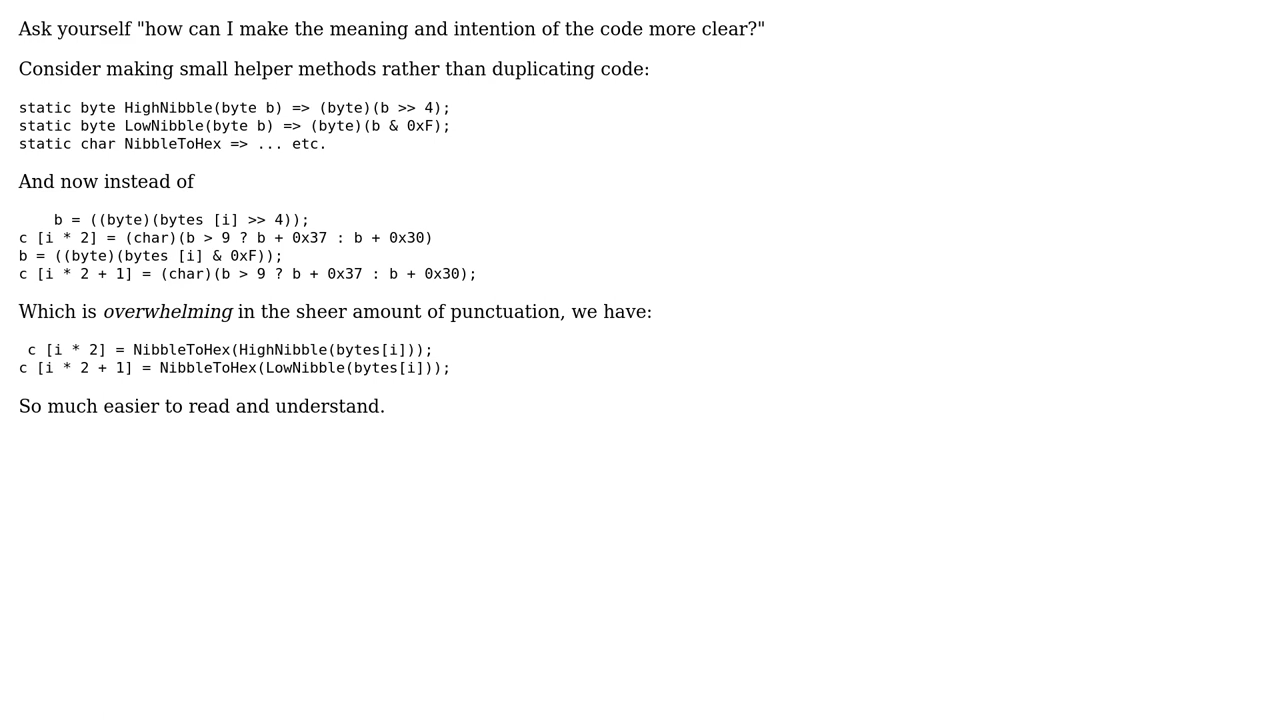 Ask yourself "how can I make the meaning and intention of the code more clear?"
Consider making small helper methods rather than duplicating code:
static byte HighNibble(byte b) => (byte)(b >> 4);
static byte LowNibble(byte b) => (byte)(b & 0xF);
static char NibbleToHex => ... etc.
And now instead of
    b = ((byte)(bytes [i] >> 4));
c [i * 2] = (char)(b > 9 ? b + 0x37 : b + 0x30)
b = ((byte)(bytes [i] & 0xF));
c [i * 2 + 1] = (char)(b > 9 ? b + 0x37 : b + 0x30);
Which is overwhelming in the sheer amount of punctuation, we have:
 c [i * 2] = NibbleToHex(HighNibble(bytes[i]));
c [i * 2 + 1] = NibbleToHex(LowNibble(bytes[i]));
So much easier to read and understand.